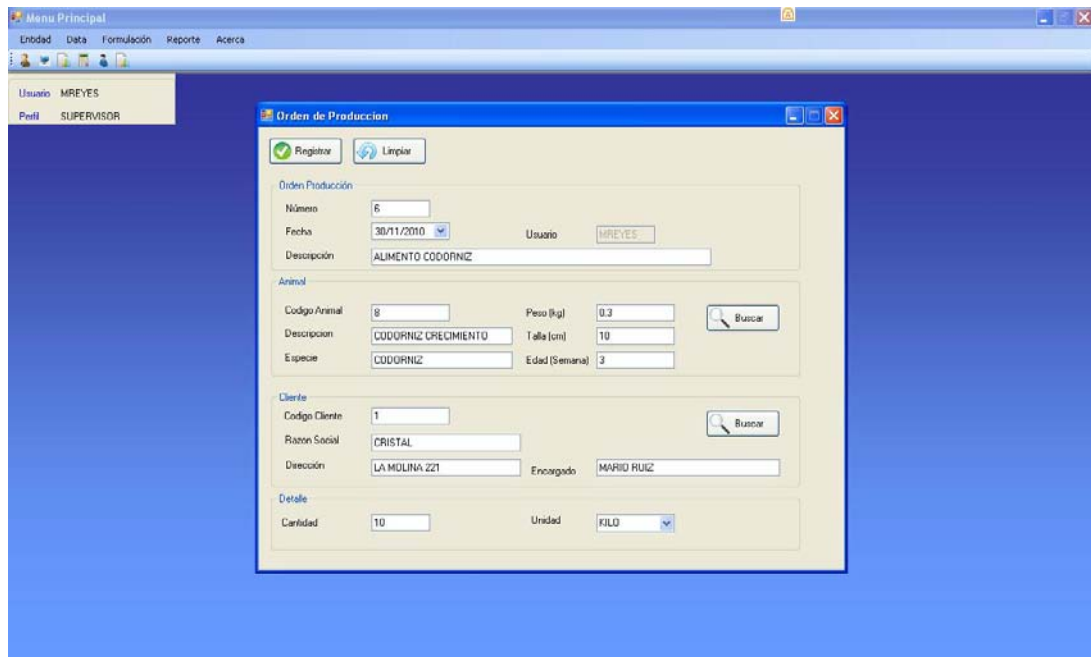 Menu Principal
Entidad Data Formulación Reporte Acerca
Usuario MREYES
Perfil SUPERVISOR
Orden de Produccion
Registrar Limpiar
Orden Producción
Número 6
Fecha 30/11/2010 Usuario MREYES
Descripción ALIMENTO CODORNIZ
Animal
Codigo Animal 8 Peso (kg) 0.3 Buscar
Descripcion CODORNIZ CRECIMIENTO Talla (cm) 10
Especie CODORNIZ Edad (Semana) 3
Cliente
Codigo Cliente 1 Buscar
Razon Social CRISTAL
Dirección LA MOLINA 221 Encargado MARIO RUIZ
Detalle
Cantidad 10 Unidad KILO